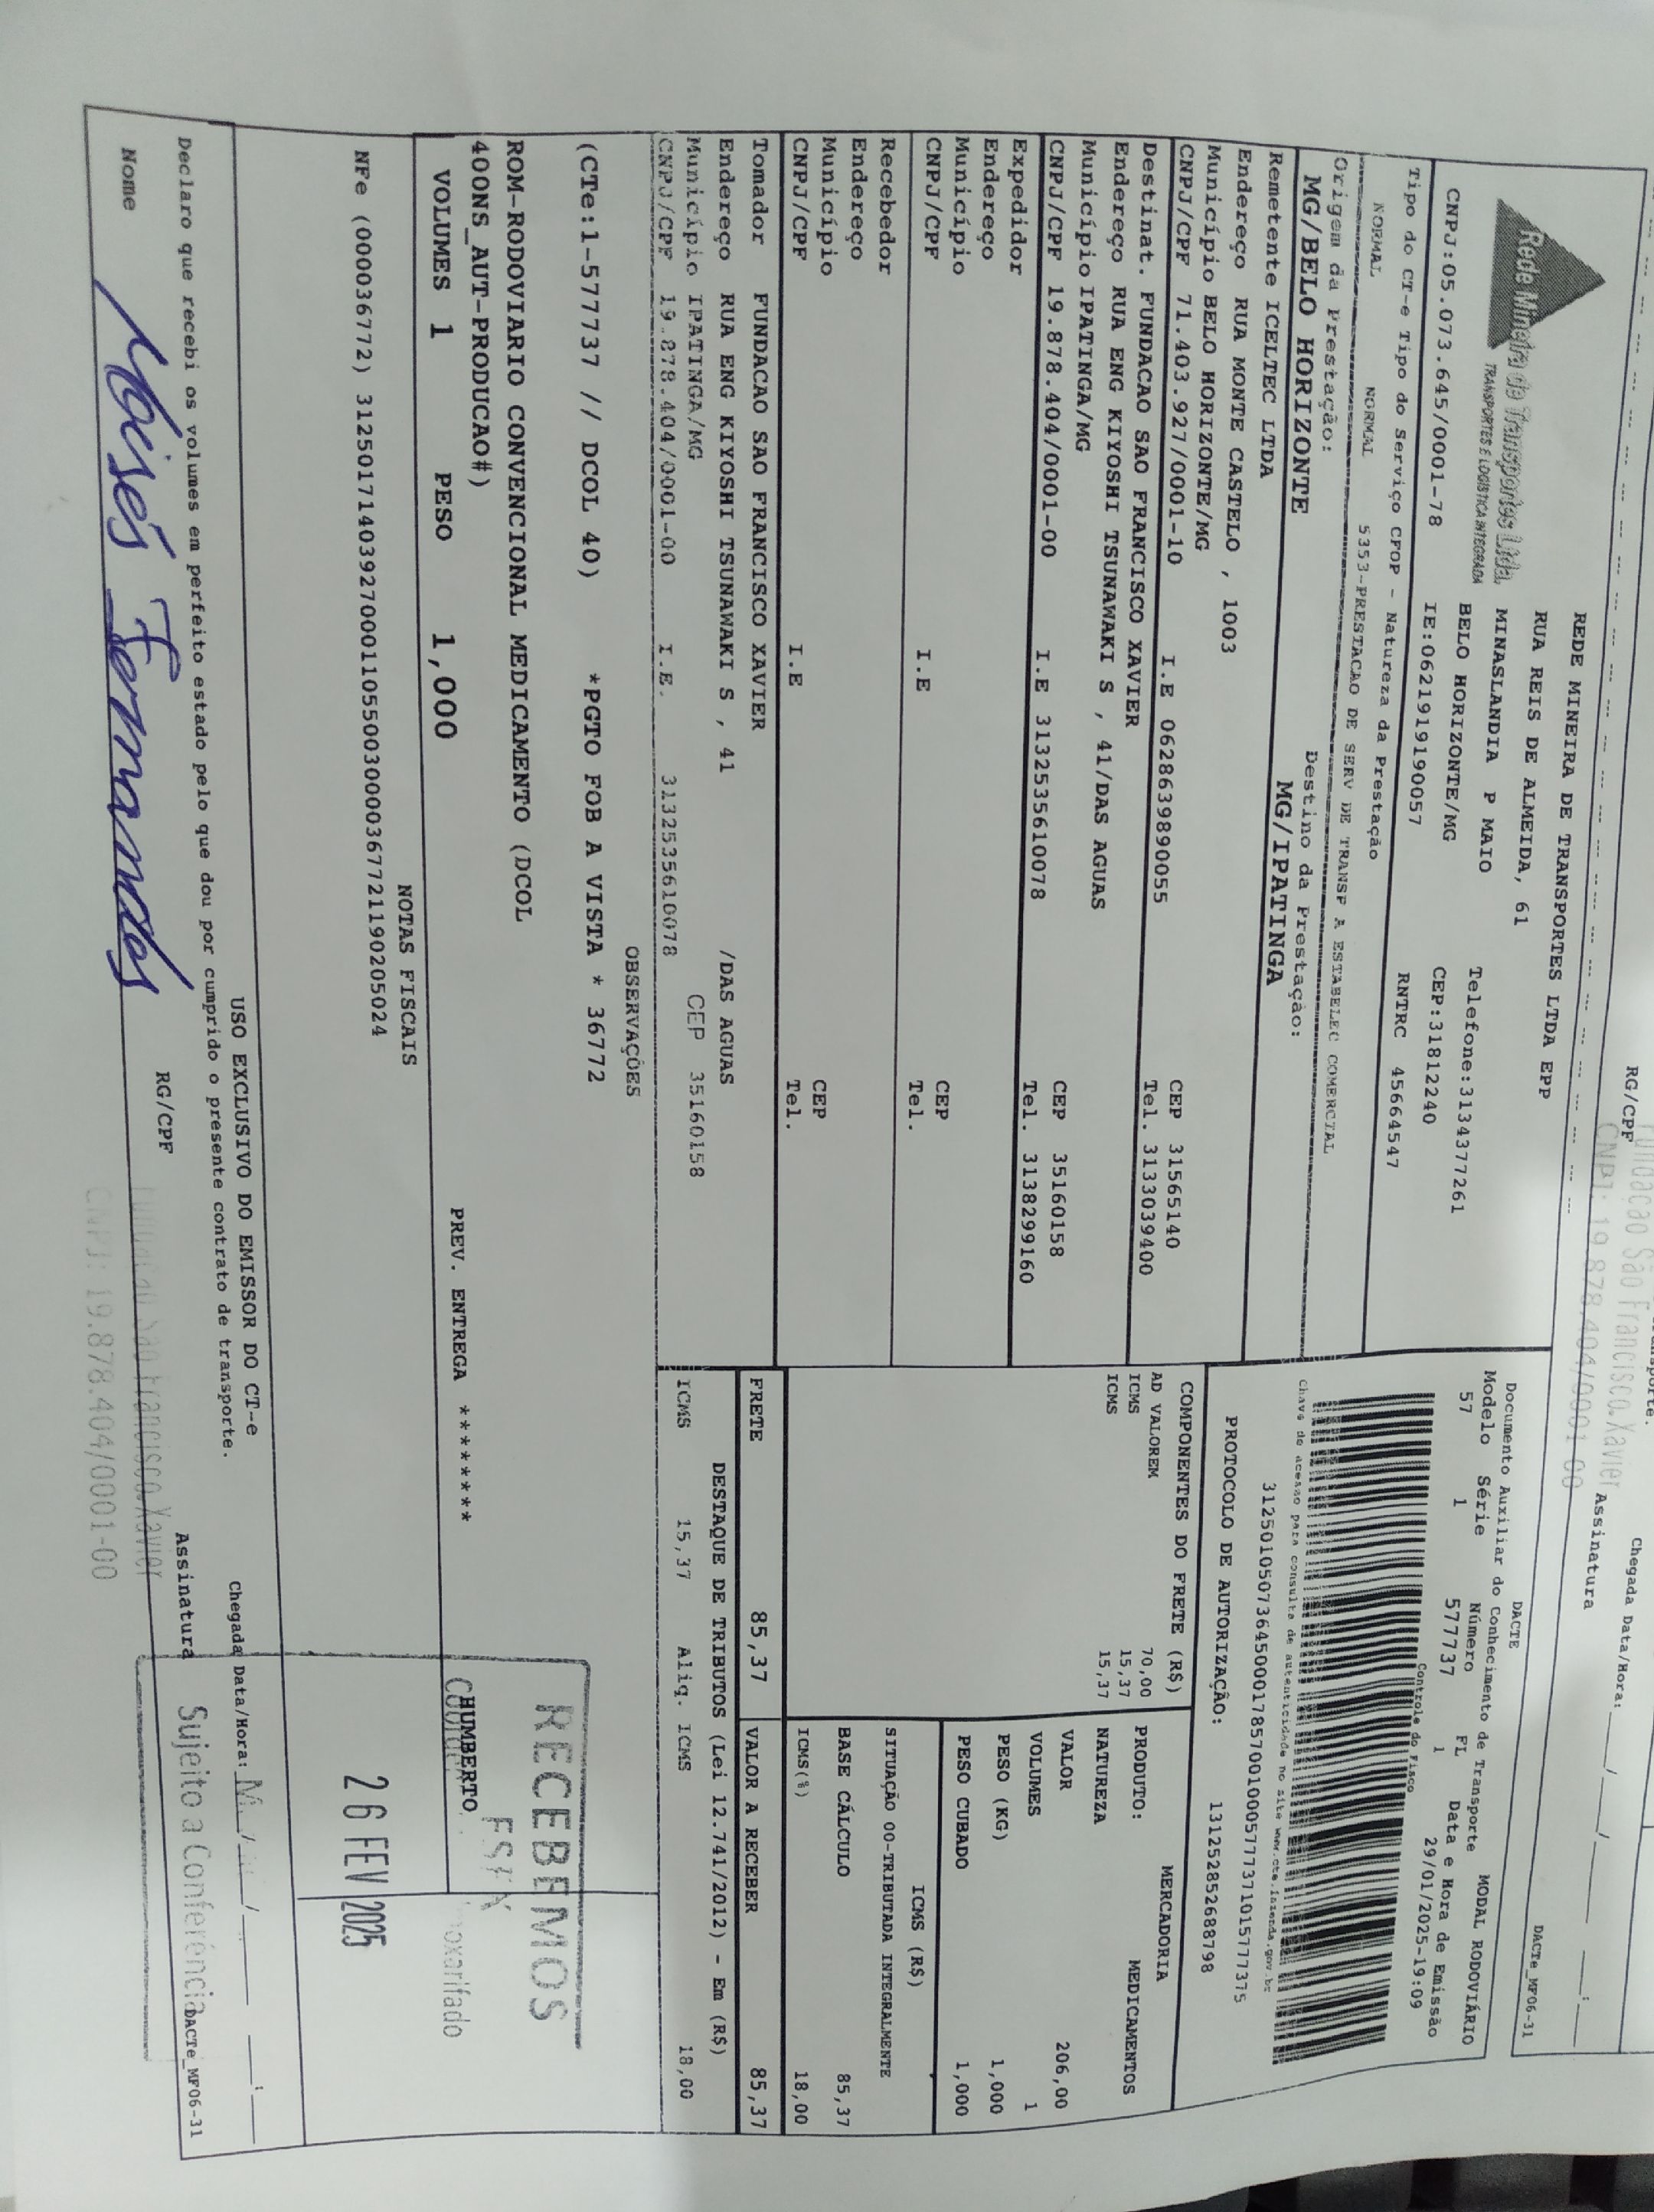 RG/CPF
Chegada Data/Hora:
Fundação São Francisco Xavier
CNPJ: 19.878.404/0001-00
Assinatura
DACTe_MF06-31
Rede Mineira de Transportes Ltda.
TRANSPORTES E LOGÍSTICA INTEGRADA
REDE MINEIRA DE TRANSPORTES LTDA EPP
RUA REIS DE ALMEIDA, 61
MINASLANDIA P MAIO Telefone:3134377261
BELO HORIZONTE/MG CEP:31812240
CNPJ:05.073.645/0001-78 IE:0621919190057 RNTRC 45664547
DACTE
Documento Auxiliar do Conhecimento de Transporte MODAL RODOVIÁRIO
Modelo Série Número FL Data e Hora de Emissão
57 1 577737 1 29/01/2025-19:09
Controle do Fisco
Tipo do CT-e Tipo do Serviço CFOP - Natureza da Prestação
NORMAL NORMAL 5353-PRESTACAO DE SERV DE TRANSP A ESTABELEC COMERCIAL
Chave de acesso para consulta de autenticidade no site www.cte.fazenda.gov.br
31250105073645000178570010005777371015777375
Origem da Prestação: Destino da Prestação:
MG/BELO HORIZONTE MG/IPATINGA
PROTOCOLO DE AUTORIZAÇÃO: 131252852688798
Remetente ICELTEC LTDA
Endereço RUA MONTE CASTELO , 1003
Município BELO HORIZONTE/MG CEP 31565140
CNPJ/CPF 71.403.927/0001-10 I.E 0628639890055 Tel. 3133039400
Destinat. FUNDACAO SAO FRANCISCO XAVIER
Endereço RUA ENG KIYOSHI TSUNAWAKI S , 41/DAS AGUAS
Município IPATINGA/MG CEP 35160158
CNPJ/CPF 19.878.404/0001-00 I.E 3132535610078 Tel. 3138299160
Expedidor
Endereço
Município CEP
CNPJ/CPF I.E Tel.
Recebedor
Endereço
Município CEP
CNPJ/CPF I.E Tel.
Tomador FUNDACAO SAO FRANCISCO XAVIER
Endereço RUA ENG KIYOSHI TSUNAWAKI S , 41 /DAS AGUAS
Município IPATINGA/MG CEP 35160158
CNPJ/CPF 19.878.404/0001-00 I.E. 3132535610078
COMPONENTES DO FRETE (R$)
AD VALOREM 70,00
ICMS 15,37
ICMS 15,37
MERCADORIA
PRODUTO: MEDICAMENTOS
NATUREZA
VALOR 206,00
VOLUMES 1
PESO (KG) 1,000
PESO CUBADO 1,000
ICMS (R$)
SITUAÇÃO 00-TRIBUTADA INTEGRALMENTE
BASE CÁLCULO 85,37
ICMS(%) 18,00
FRETE 85,37 VALOR A RECEBER 85,37
DESTAQUE DE TRIBUTOS (Lei 12.741/2012) - Em (R$)
ICMS 15,37 Aliq. ICMS 18,00
OBSERVAÇÕES
(CTe:1-577737 // DCOL 40) *PGTO FOB A VISTA * 36772
ROM-RODOVIARIO CONVENCIONAL MEDICAMENTO (DCOL
40ONS_AUT-PRODUCAO#)
VOLUMES 1 PESO 1,000 PREV. ENTREGA ********
HUMBERTO
RECEBEMOS
FSFX
26 FEV 2025
Sujeito a Conferência
NOTAS FISCAIS
NFe (000036772) 31250171403927000110550030000367721190205024
USO EXCLUSIVO DO EMISSOR DO CT-e
Declaro que recebi os volumes em perfeito estado pelo que dou por cumprido o presente contrato de transporte.
Chegada Data/Hora:
Nome Moisés Fernandes RG/CPF Assinatura
DACTe_MF06-31
Fundação São Francisco Xavier
CNPJ: 19.878.404/0001-00